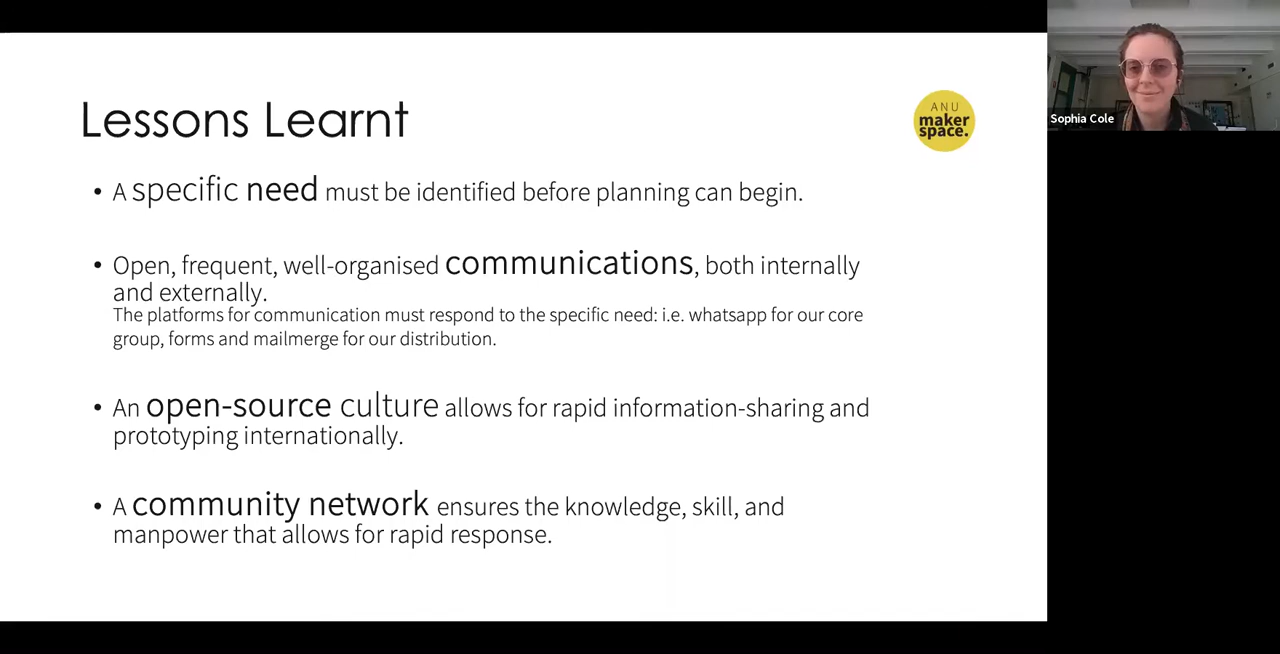 Lessons Learnt
ANU
maker
space.
Sophia Cole
• A specific need must be identified before planning can begin.
• Open, frequent, well-organised communications, both internally
and externally.
The platforms for communication must respond to the specific need: i.e. whatsapp for our core
group, forms and mailmerge for our distribution.
• An open-source culture allows for rapid information-sharing and
prototyping internationally.
• A community network ensures the knowledge, skill, and
manpower that allows for rapid response.